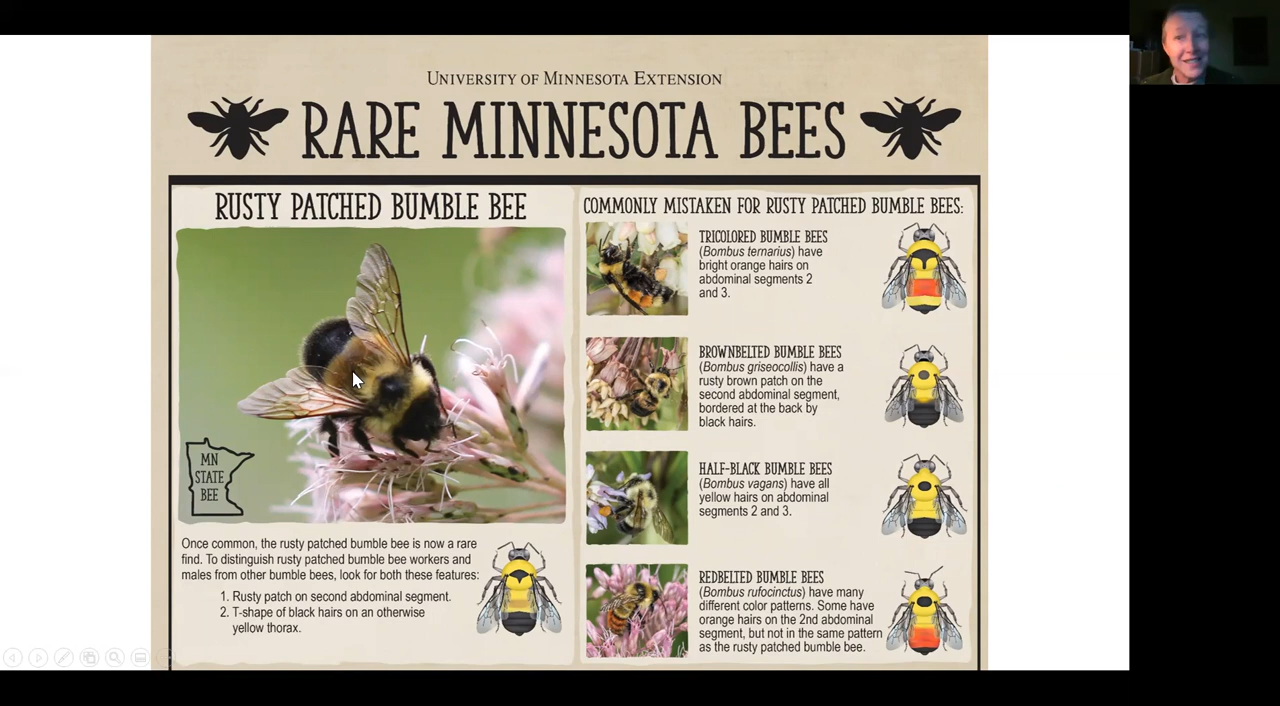 UNIVERSITY OF MINNESOTA EXTENSION
RARE MINNESOTA BEES
RUSTY PATCHED BUMBLE BEE
MN
STATE
BEE
Once common, the rusty patched bumble bee is now a rare
find. To distinguish rusty patched bumble bee workers and
males from other bumble bees, look for both these features:
1. Rusty patch on second abdominal segment.
2. T-shape of black hairs on an otherwise
yellow thorax.
COMMONLY MISTAKEN FOR RUSTY PATCHED BUMBLE BEES:
TRICOLORED BUMBLE BEES
(Bombus ternarius) have
bright orange hairs on
abdominal segments 2
and 3.
BROWNBELTED BUMBLE BEES
(Bombus griseocollis) have a
rusty brown patch on the
second abdominal segment,
bordered at the back by
black hairs.
HALF-BLACK BUMBLE BEES
(Bombus vagans) have all
yellow hairs on abdominal
segments 2 and 3.
REDBELTED BUMBLE BEES
(Bombus rufocinctus) have many
different color patterns. Some have
orange hairs on the 2nd abdominal
segment, but not in the same pattern
as the rusty patched bumble bee.